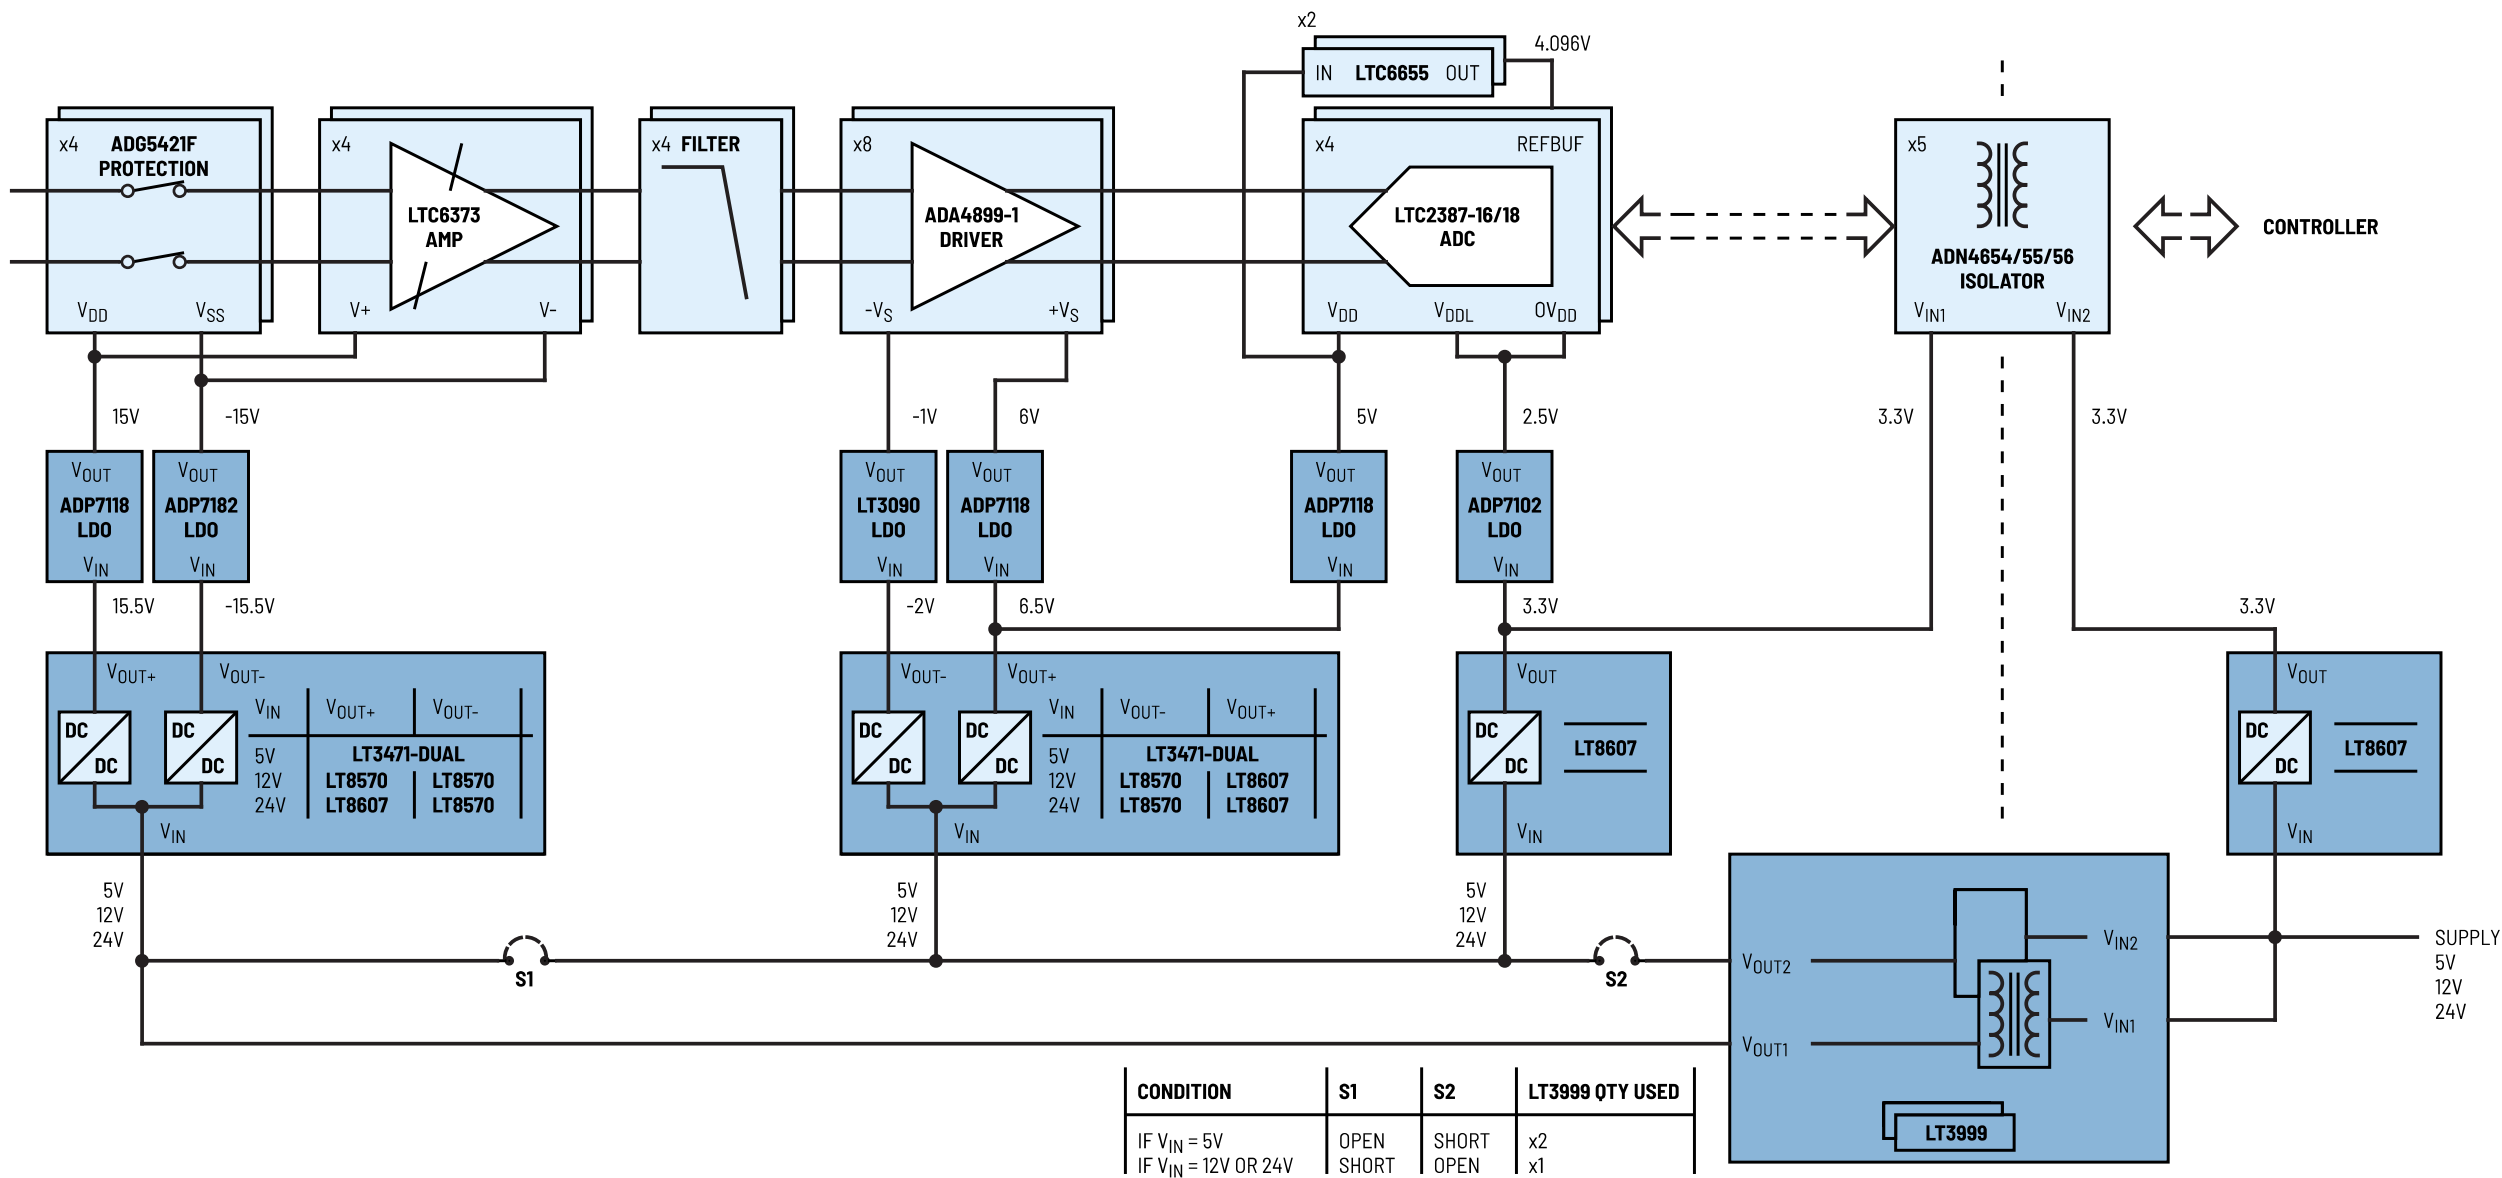 x2
4.096V
IN LTC6655 OUT
x4 ADG5421F
PROTECTION
VDD VSS
x4
LTC6373
AMP
V+ V-
x4 FILTER
x8
ADA4899-1
DRIVER
-VS +VS
x4 REFBUF
LTC2387-16/18
ADC
VDD VDDL OVDD
x5
ADN4654/55/56
ISOLATOR
VIN1 VIN2
CONTROLLER
15V -15V -1V 6V 5V 2.5V 3.3V 3.3V
VOUT
ADP7118
LDO
VIN
VOUT
ADP7182
LDO
VIN
VOUT
LT3090
LDO
VIN
VOUT
ADP7118
LDO
VIN
VOUT
ADP7118
LDO
VIN
VOUT
ADP7102
LDO
VIN
15.5V -15.5V -2V 6.5V 3.3V 3.3V
VOUT+ VOUT-
DC
DC
DC
DC
VIN
VIN VOUT+ VOUT-
5V LT3471-DUAL
12V LT8570 LT8570
24V LT8607 LT8570
VOUT- VOUT+
DC
DC
DC
DC
VIN
VIN VOUT- VOUT+
5V LT3471-DUAL
12V LT8570 LT8607
24V LT8570 LT8607
VOUT
DC
DC
LT8607
VIN
VOUT
DC
DC
LT8607
VIN
5V
12V
24V
5V
12V
24V
5V
12V
24V
S1
S2
VOUT2 VIN2
VOUT1 VIN1
LT3999
SUPPLY
5V
12V
24V
CONDITION S1 S2 LT3999 QTY USED
IF VIN = 5V OPEN SHORT x2
IF VIN = 12V OR 24V SHORT OPEN x1